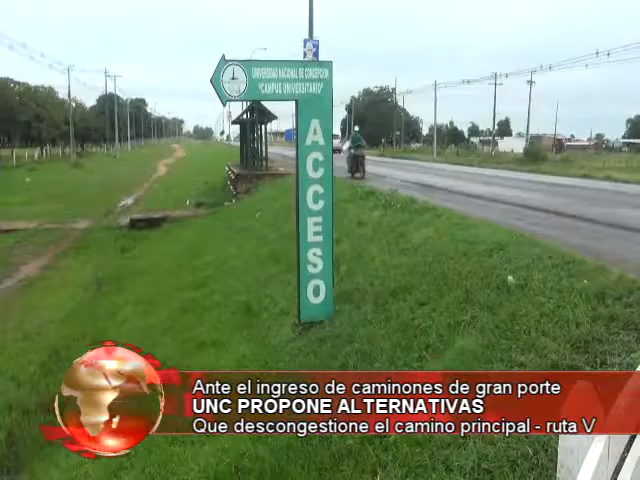 UNIVERSIDAD NACIONAL DE CONCEPCION
"CAMPUS UNIVERSITARIO"
ACCESO
Ante el ingreso de caminones de gran porte
UNC PROPONE ALTERNATIVAS
Que descongestione el camino principal - ruta V